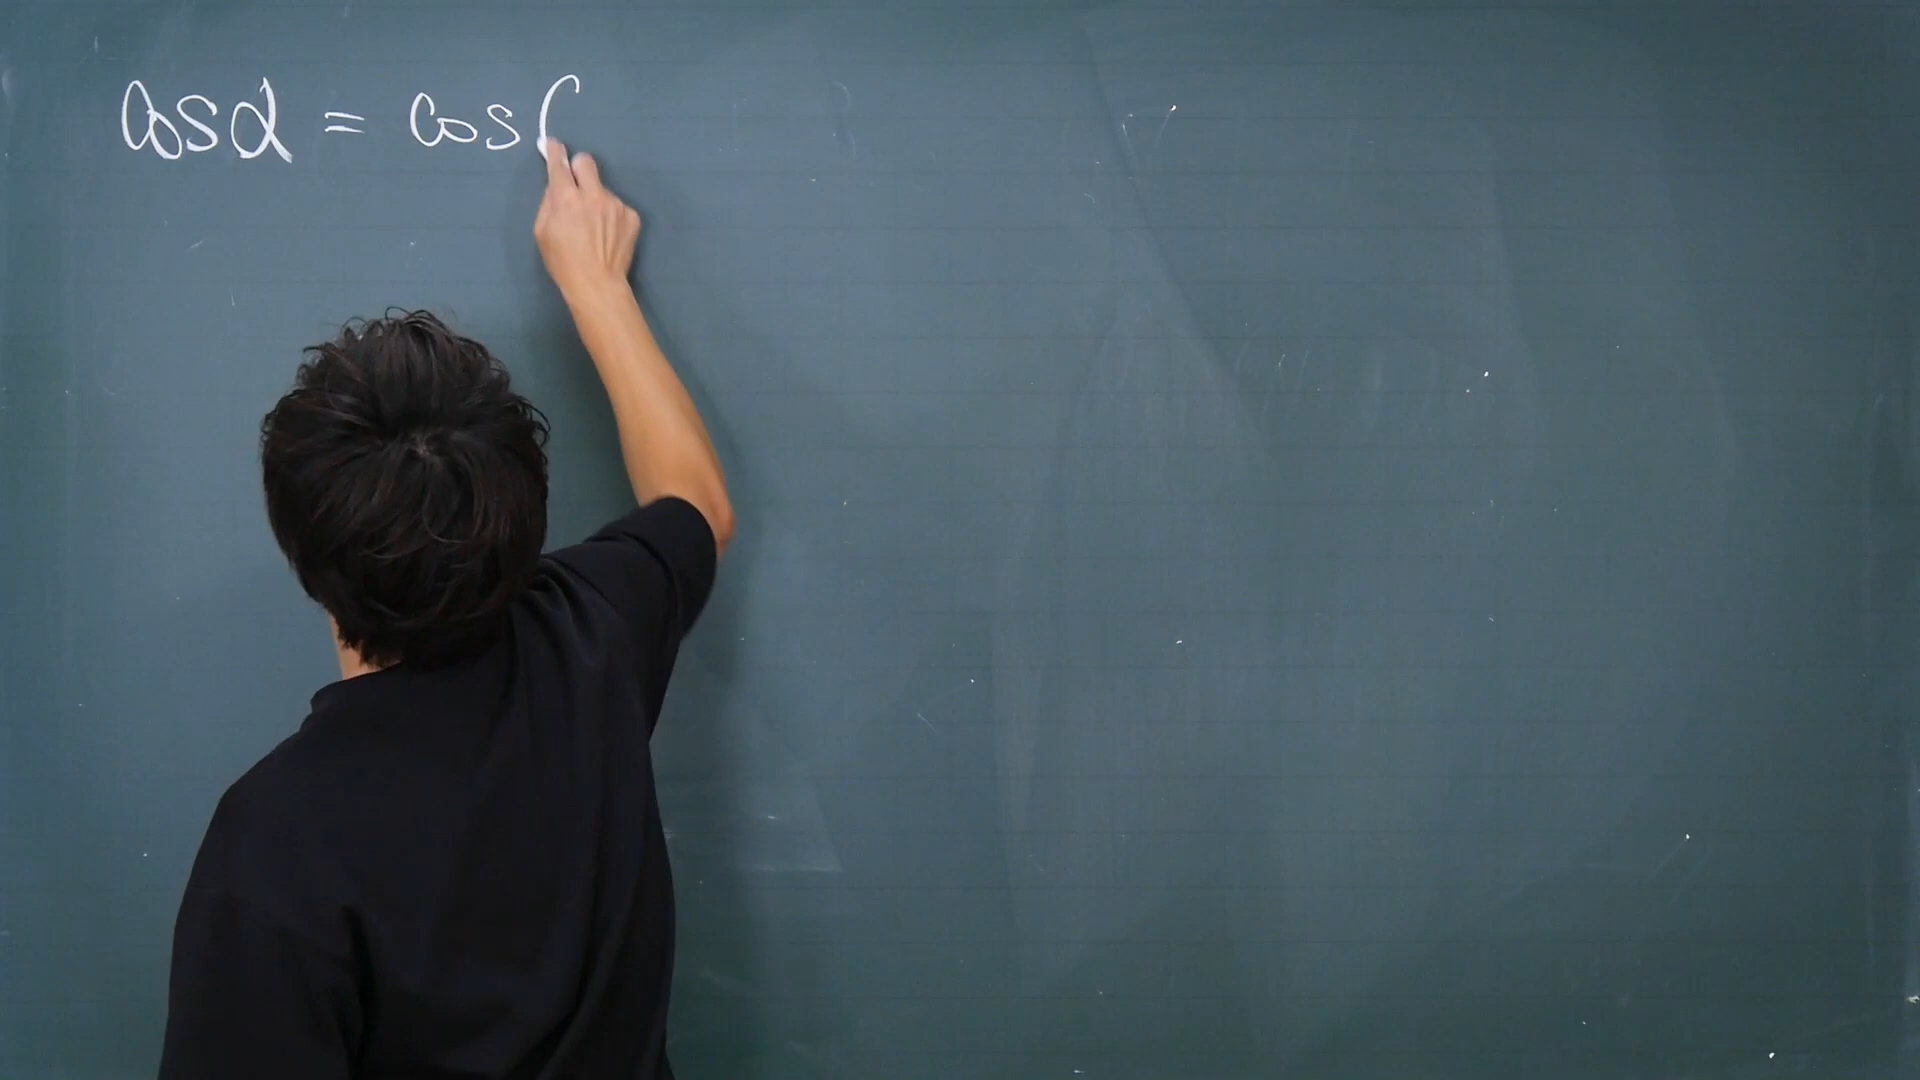 cosα = cos(